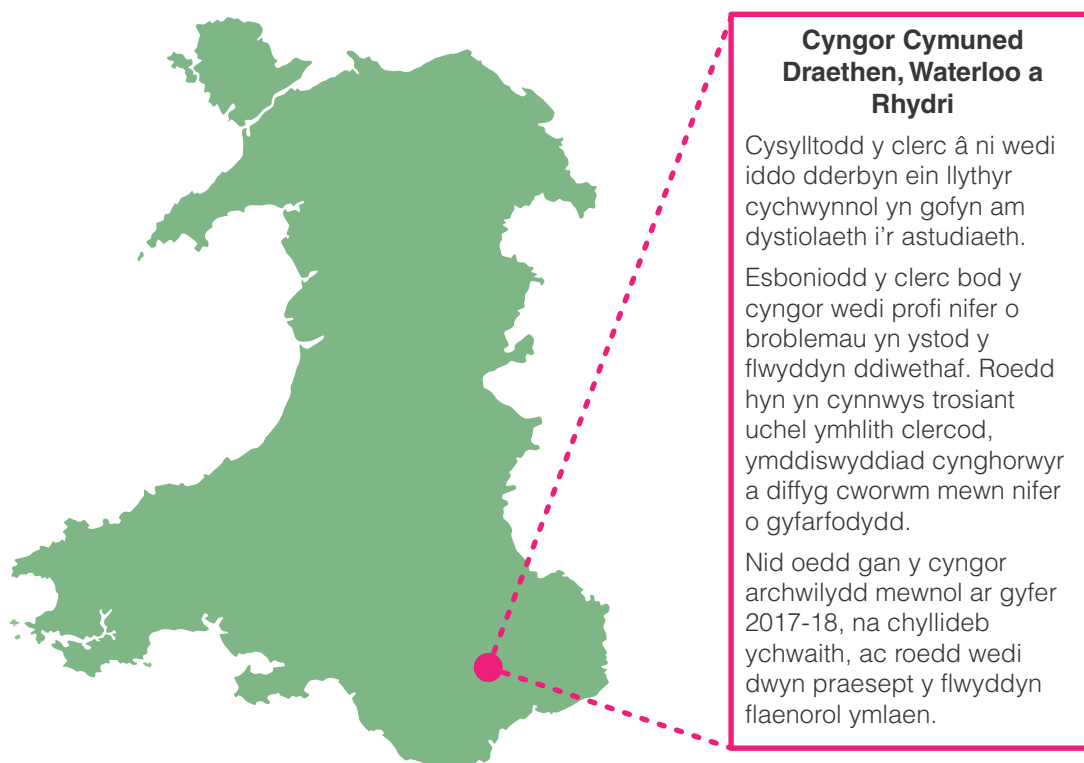 Cyngor Cymuned
Draethen, Waterloo a
Rhydri
Cysylltodd y clerc â ni wedi
iddo dderbyn ein llythyr
cychwynnol yn gofyn am
dystiolaeth i’r astudiaeth.
Esboniodd y clerc bod y
cyngor wedi profi nifer o
broblemau yn ystod y
flwyddyn ddiwethaf. Roedd
hyn yn cynnwys trosiant
uchel ymhlith clercod,
ymddiswyddiad cynghorwyr
a diffyg cworwm mewn nifer
o gyfarfodydd.
Nid oedd gan y cyngor
archwilydd mewnol ar gyfer
2017-18, na chyllideb
ychwaith, ac roedd wedi
dwyn praesept y flwyddyn
flaenorol ymlaen.